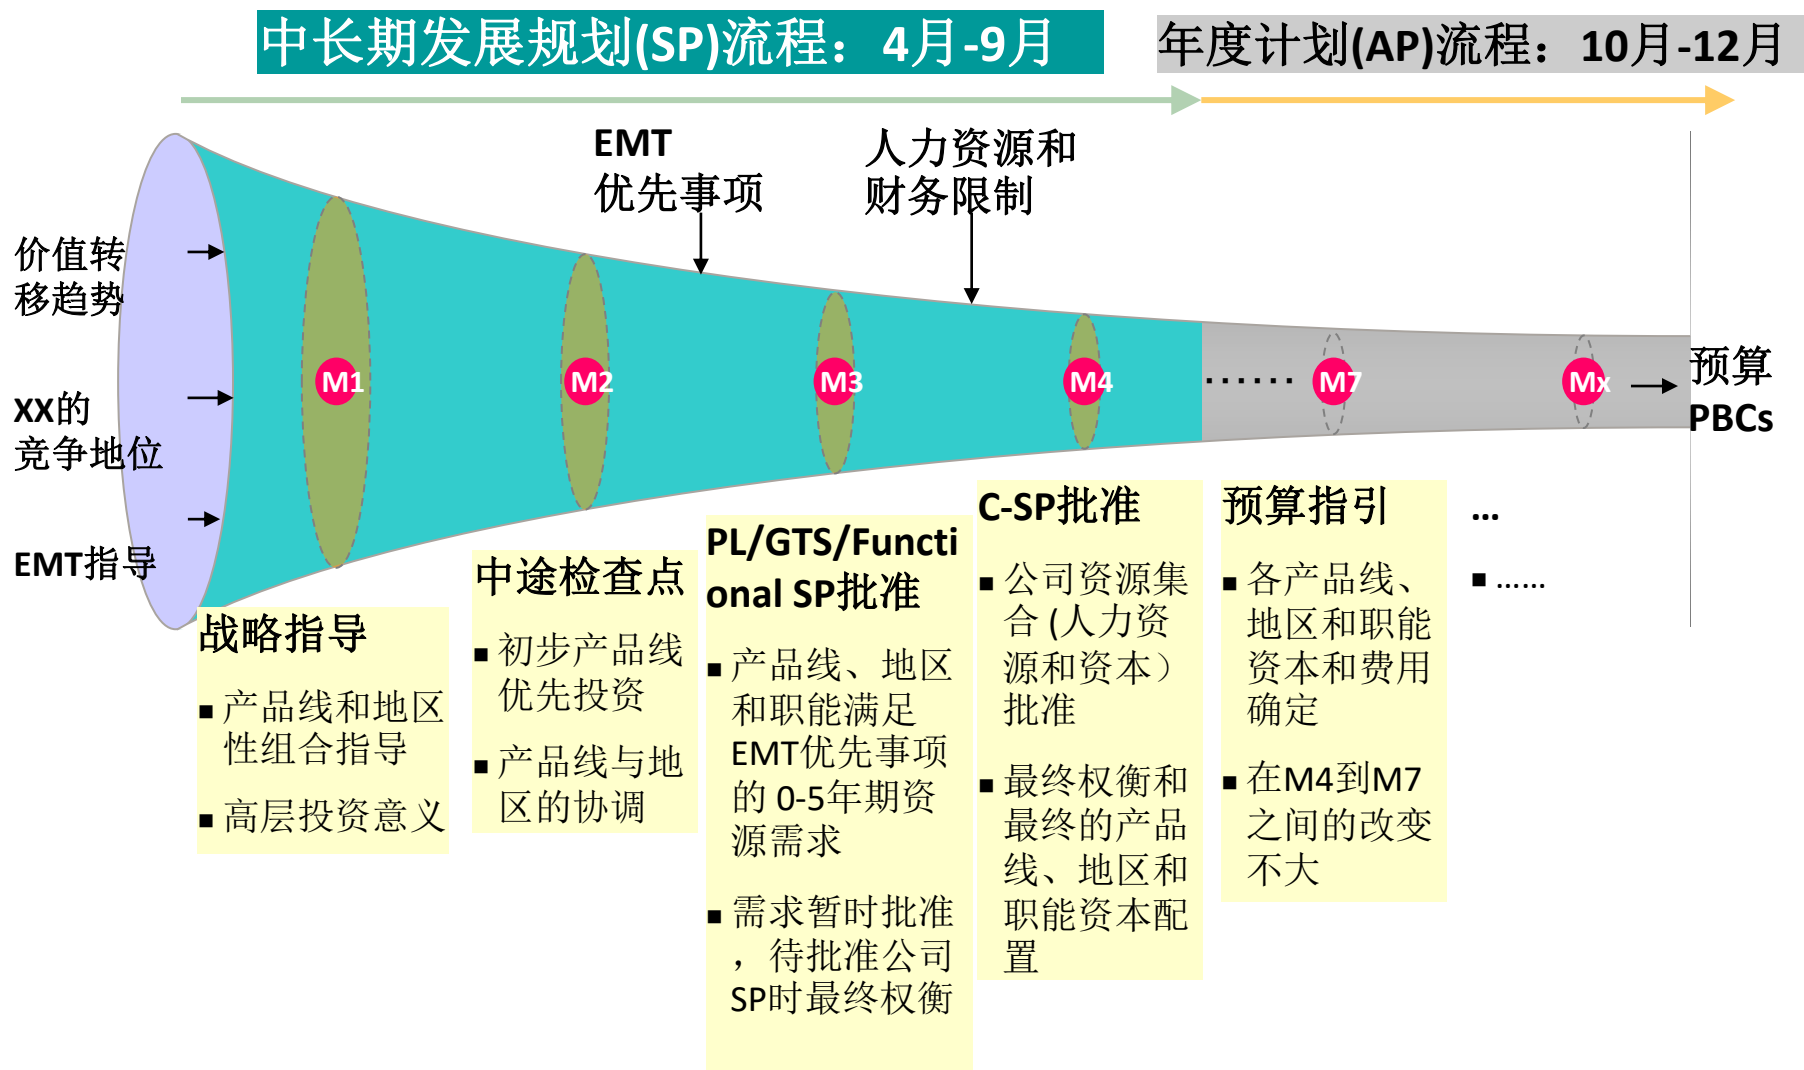 中长期发展规划(SP)流程：4月-9月
年度计划(AP)流程：10月-12月
EMT
优先事项
人力资源和
财务限制
价值转
移趋势
XX的
竞争地位
EMT指导
M1
M2
M3
M4
······
M7
Mx
预算
PBCs
战略指导
■ 产品线和地区
性组合指导
■ 高层投资意义
中途检查点
■ 初步产品线
优先投资
■ 产品线与地
区的协调
PL/GTS/Functi
onal SP批准
■ 产品线、地区
和职能满足
EMT优先事项
的 0-5年期资
源需求
■ 需求暂时批准
，待批准公司
SP时最终权衡
C-SP批准
■ 公司资源集
合 (人力资
源和资本）
批准
■ 最终权衡和
最终的产品
线、地区和
职能资本配
置
预算指引
■ 各产品线、
地区和职能
资本和费用
确定
■ 在M4到M7
之间的改变
不大
...
■ ......